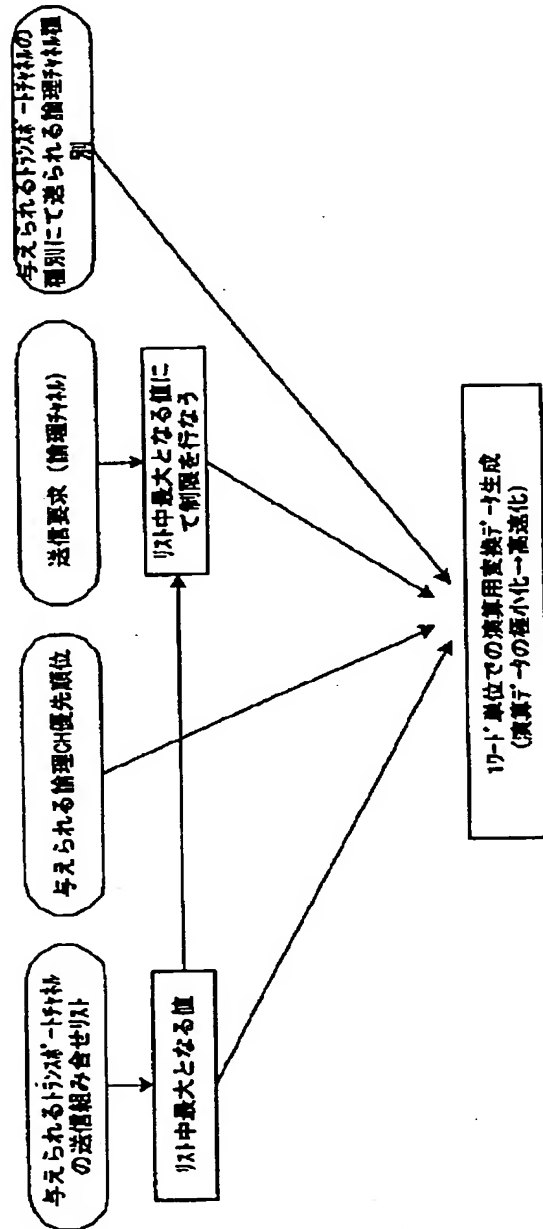 与えられるトランスポートチャネル
の送信組み合せリスト
与えられる論理CH優先順位
送信要求 (論理チャネル)
与えられるトランスポートチャネルの
種別にて送られる論理チャネル種
別
リスト中最大となる値
リスト中最大となる値に
て制限を行なう
1ワード単位での演算用変換データ生成
(演算データの極小化→高速化)